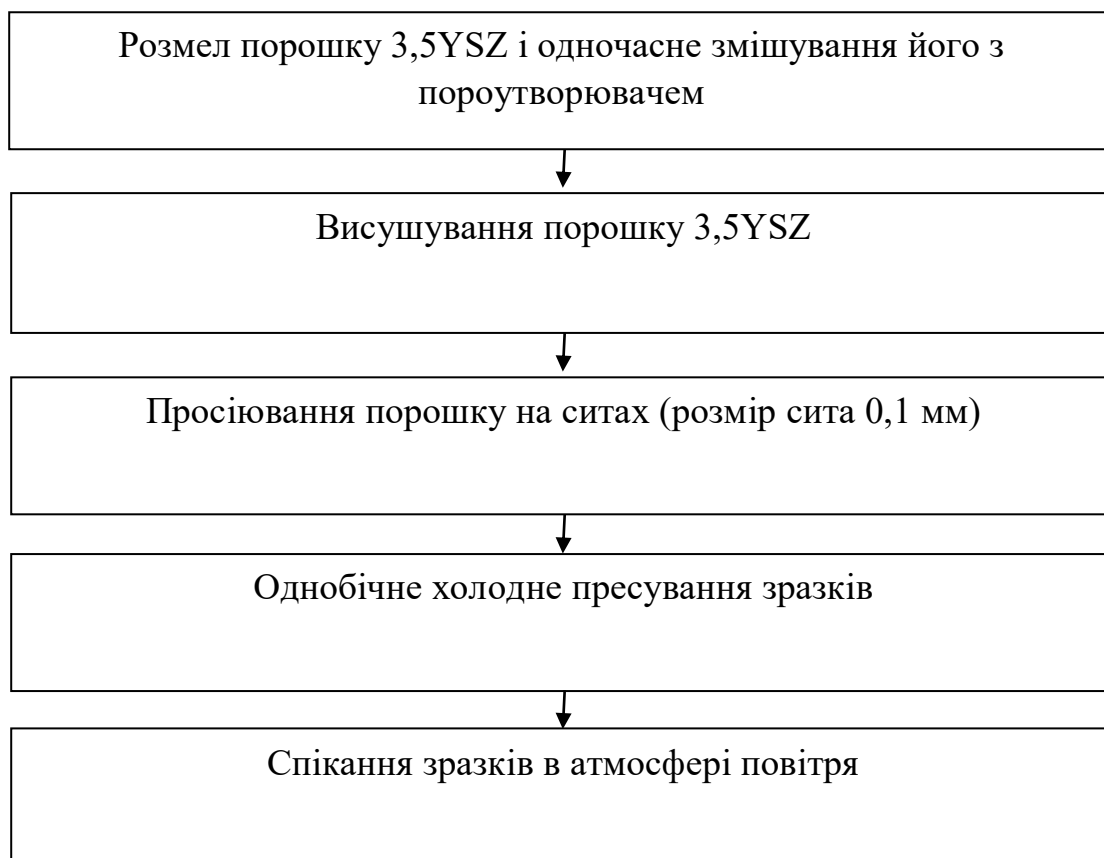 Розмел порошку 3,5YSZ і одночасне змішування його з
пороутворювачем
Висушування порошку 3,5YSZ
Просіювання порошку на ситах (розмір сита 0,1 мм)
Однобічне холодне пресування зразків
Спікання зразків в атмосфері повітря